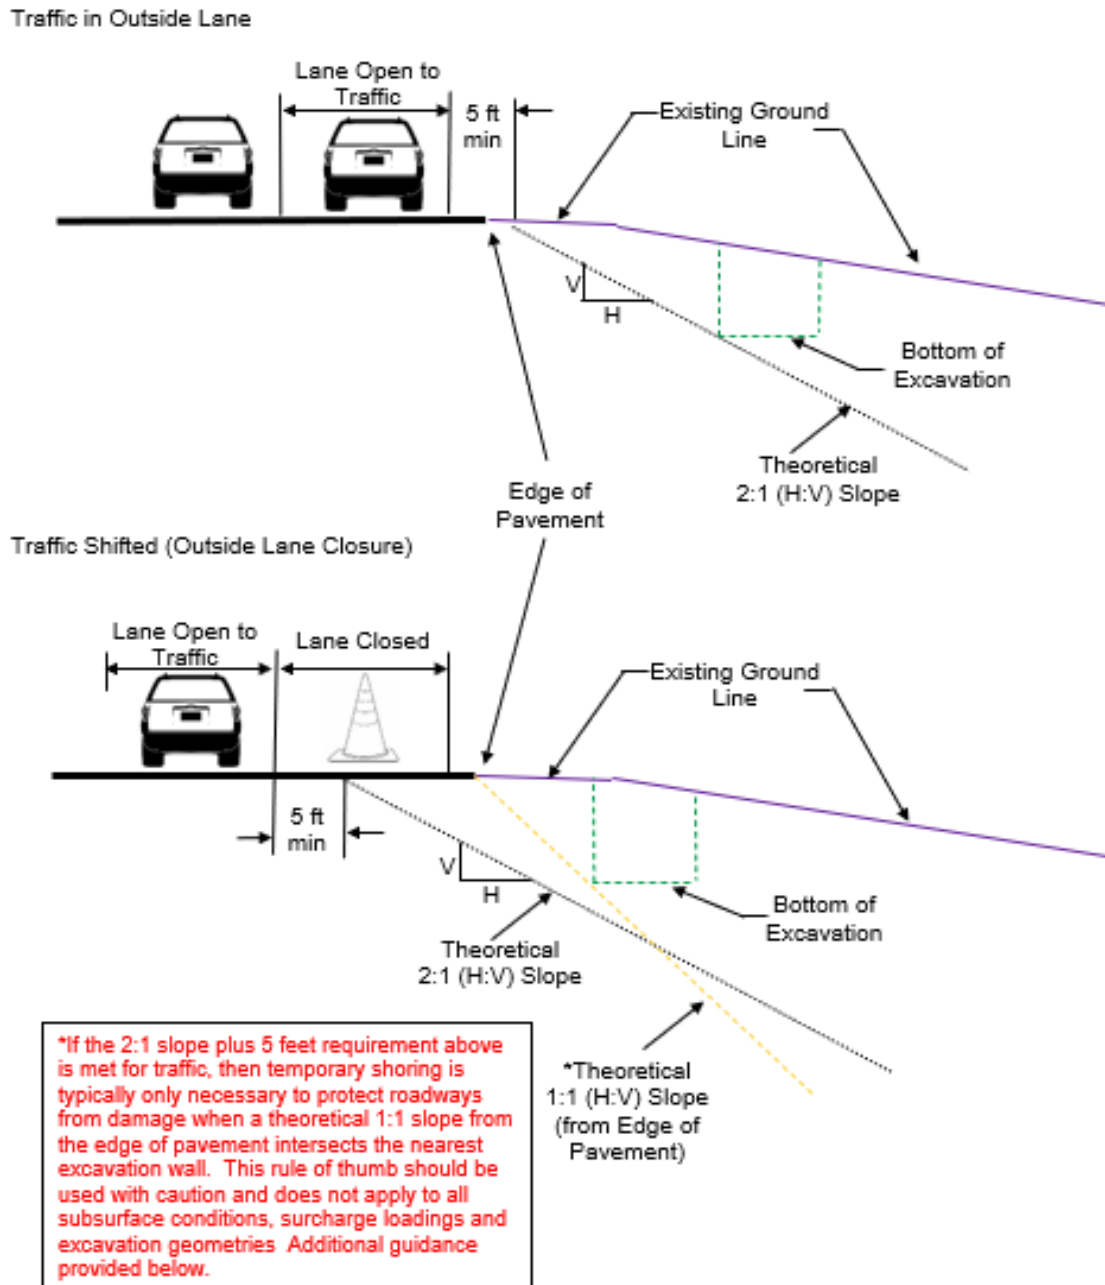 Traffic in Outside Lane
Lane Open to
Traffic
5 ft
min
Existing Ground
Line
V
H
Bottom of
Excavation
Theoretical
2:1 (H:V) Slope
Edge of
Pavement
Traffic Shifted (Outside Lane Closure)
Lane Open to
Traffic
Lane Closed
Existing Ground
Line
5 ft
min
V
H
Theoretical
2:1 (H:V) Slope
Bottom of
Excavation
*Theoretical
1:1 (H:V) Slope
(from Edge of
Pavement)
*If the 2:1 slope plus 5 feet requirement above
is met for traffic, then temporary shoring is
typically only necessary to protect roadways
from damage when a theoretical 1:1 slope from
the edge of pavement intersects the nearest
excavation wall.  This rule of thumb should be
used with caution and does not apply to all
subsurface conditions, surcharge loadings and
excavation geometries  Additional guidance
provided below.